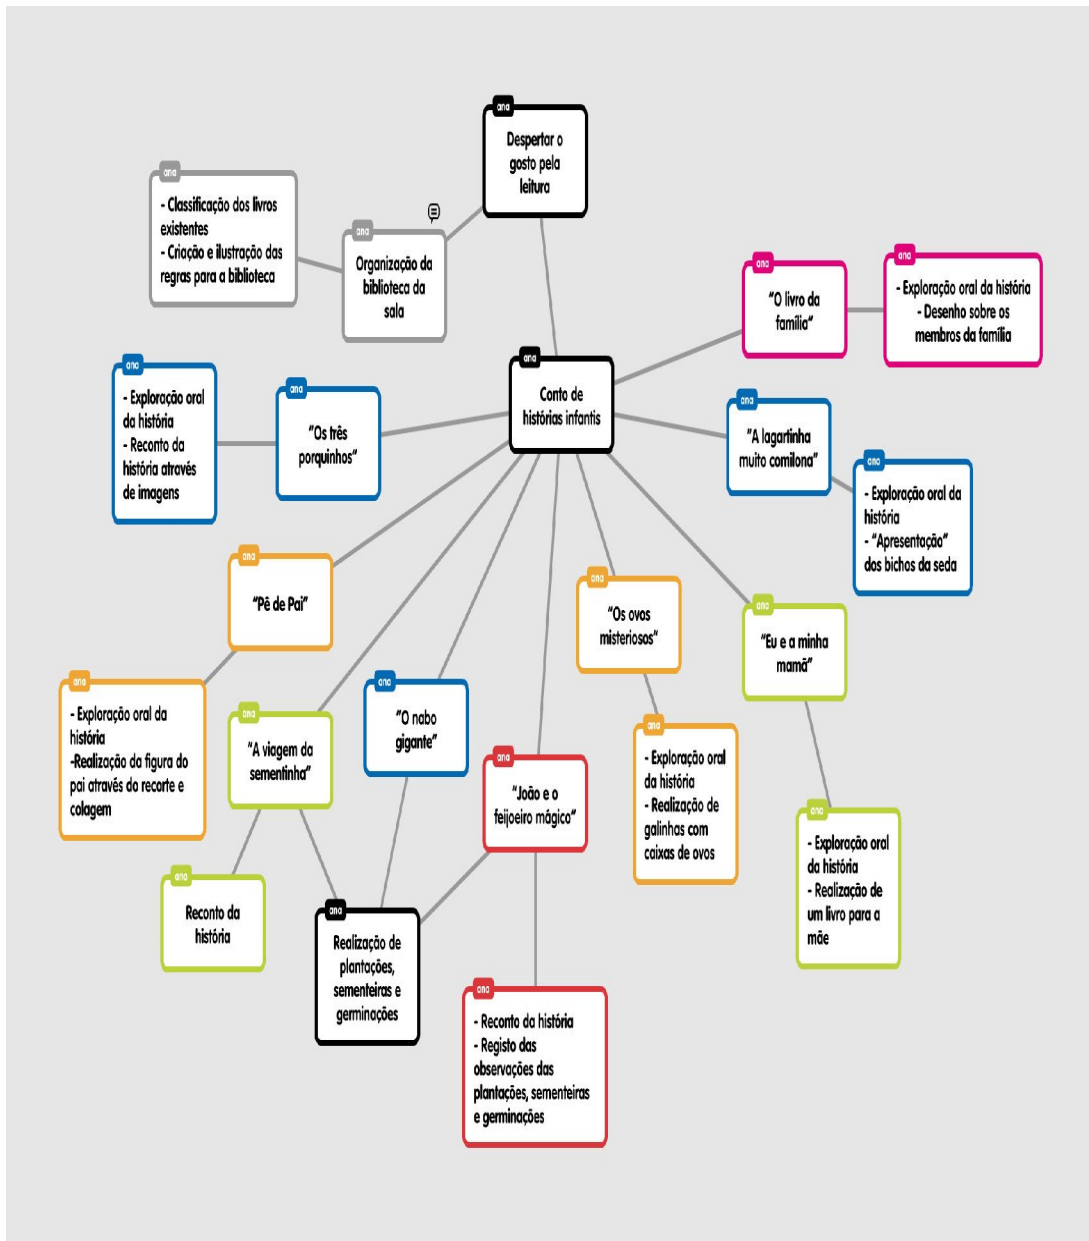 ana
Despertar o
gosto pela
leitura
ana
- Classificação dos livros
existentes
- Criação e ilustração das
regras para a biblioteca
ana
Organização da
biblioteca da
sala
ana
"O livro da
família"
ana
- Exploração oral da história
- Desenho sobre os
membros da família
ana
Conto de
histórias infantis
ana
- Exploração oral
da história
- Reconto da
história através
de imagens
ana
"Os três
porquinhos"
ana
"A lagartinha
muito comilona"
ana
- Exploração oral da
história
- "Apresentação"
dos bichos da seda
ana
"Pê de Pai"
ana
"Os ovos
misteriosos"
ana
"Eu e a minha
mamã"
ana
- Exploração oral da
história
-Realização da figura do
pai através do recorte e
colagem
ana
"A viagem da
sementinha"
ana
"O nabo
gigante"
ana
"João e o
feijoeiro mágico"
ana
- Exploração oral
da história
- Realização de
galinhas com
caixas de ovos
ana
- Exploração oral
da história
- Realização de
um livro para a
mãe
ana
Reconto da
história
ana
Realização de
plantações,
sementeiras e
germinações
ana
- Reconto da história
- Registo das
observações das
plantações, sementeiras
e germinações